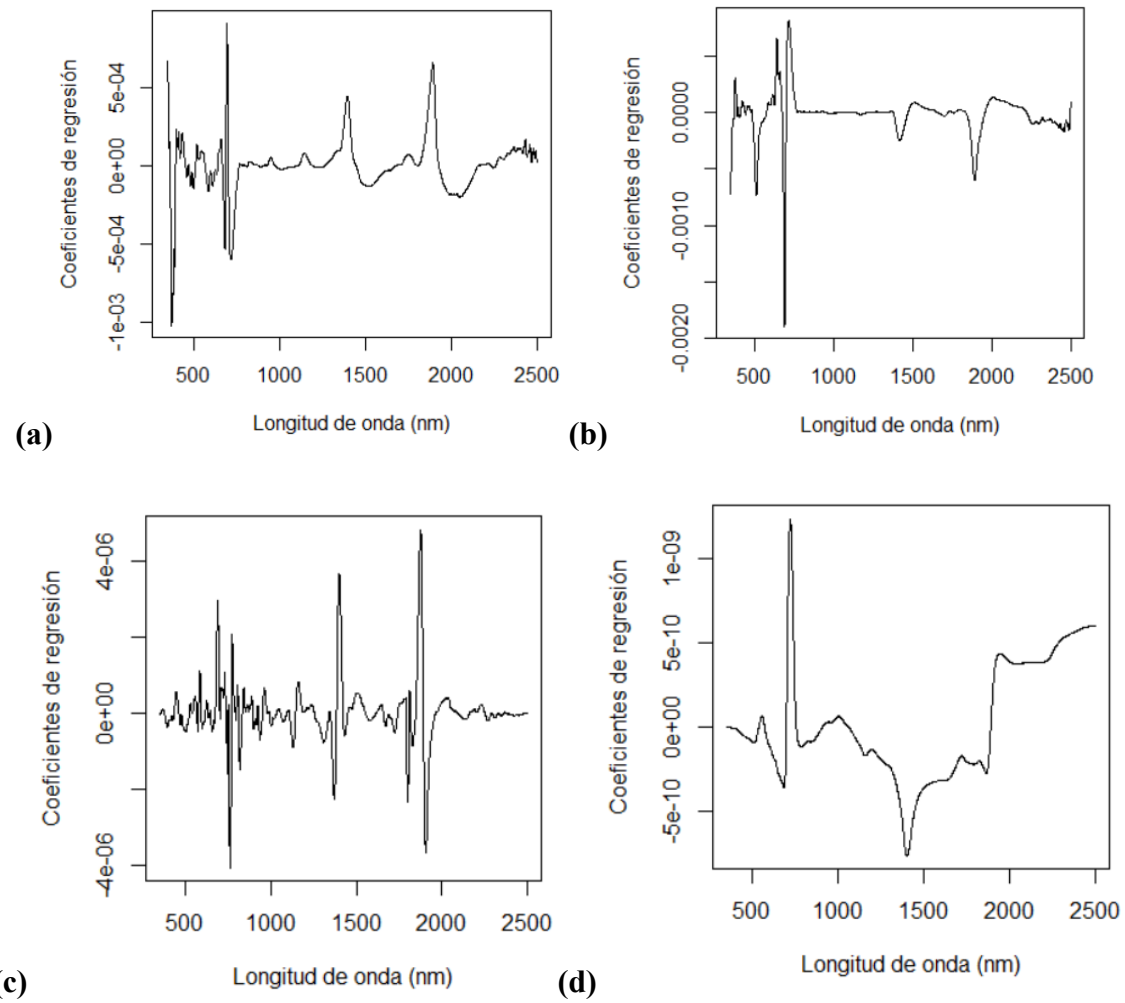 Coeficientes de regresión
5e-04
0e+00
-5e-04
-1e-03
500 1000 1500 2000 2500
Longitud de onda (nm)
(a)
Coeficientes de regresión
0.0000
-0.0010
-0.0020
500 1000 1500 2000 2500
Longitud de onda (nm)
(b)
Coeficientes de regresión
4e-06
0e+00
-4e-06
500 1000 1500 2000 2500
Longitud de onda (nm)
(c)
Coeficientes de regresión
1e-09
5e-10
0e+00
-5e-10
500 1000 1500 2000 2500
Longitud de onda (nm)
(d)